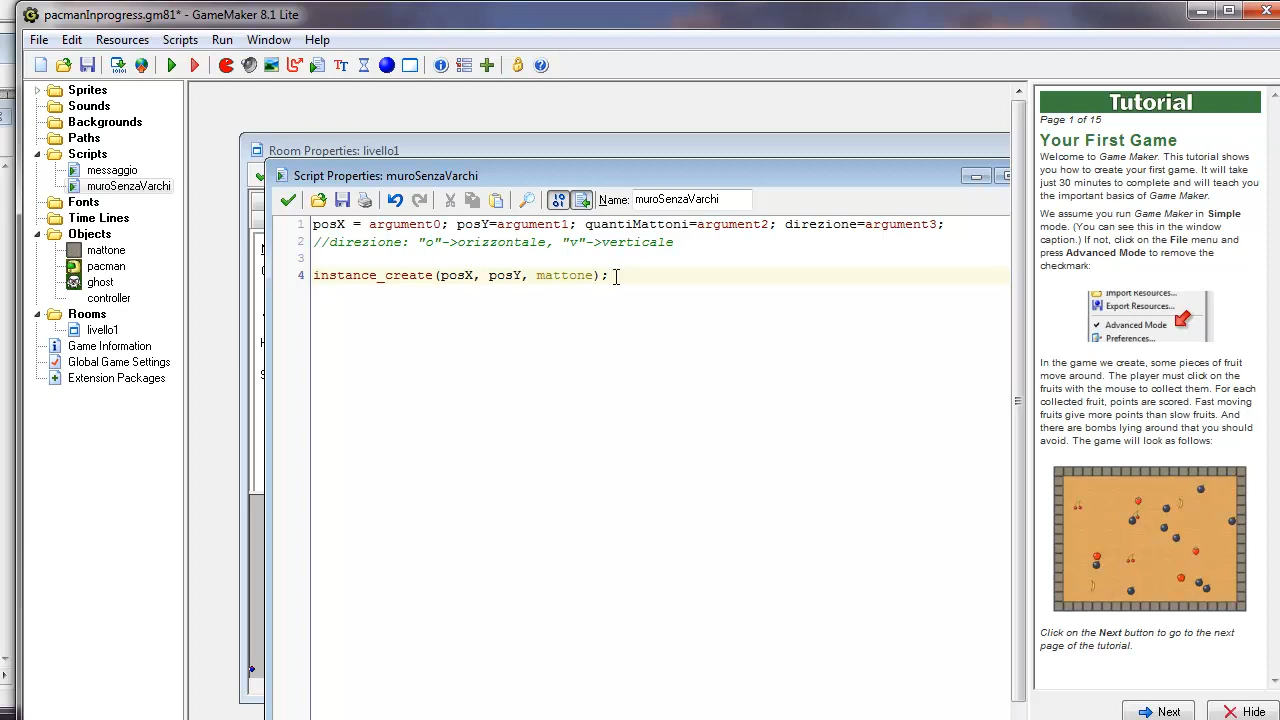 pacmanInprogress.gm81* - GameMaker 8.1 Lite
File Edit Resources Scripts Run Window Help
Sprites
Sounds
Backgrounds
Paths
Scripts
messaggio
muroSenzaVarchi
Fonts
Time Lines
Objects
mattone
pacman
ghost
controller
Rooms
livello1
Game Information
Global Game Settings
Extension Packages
Room Properties: livello1
Script Properties: muroSenzaVarchi
Name: muroSenzaVarchi
1 posX = argument0; posY=argument1; quantiMattoni=argument2; direzione=argument3;
2 //direzione: "o"->orizzontale, "v"->verticale
3
4 instance_create(posX, posY, mattone);
Tutorial
Page 1 of 15
Your First Game
Welcome to Game Maker. This tutorial shows
you how to create your first game. It will take
just 30 minutes to complete and will teach you
the important basics of Game Maker.
We assume you run Game Maker in Simple
mode. (You can see this in the window
caption.) If not, click on the File menu and
press Advanced Mode to remove the
checkmark:
Import Resources...
Export Resources...
Advanced Mode
Preferences...
In the game we create, some pieces of fruit
move around. The player must click on the
fruits with the mouse to collect them. For each
collected fruit, points are scored. Fast moving
fruits give more points than slow fruits. And
there are bombs lying around that you should
avoid. The game will look as follows:
Click on the Next button to go to the next
page of the tutorial.
Next Hide